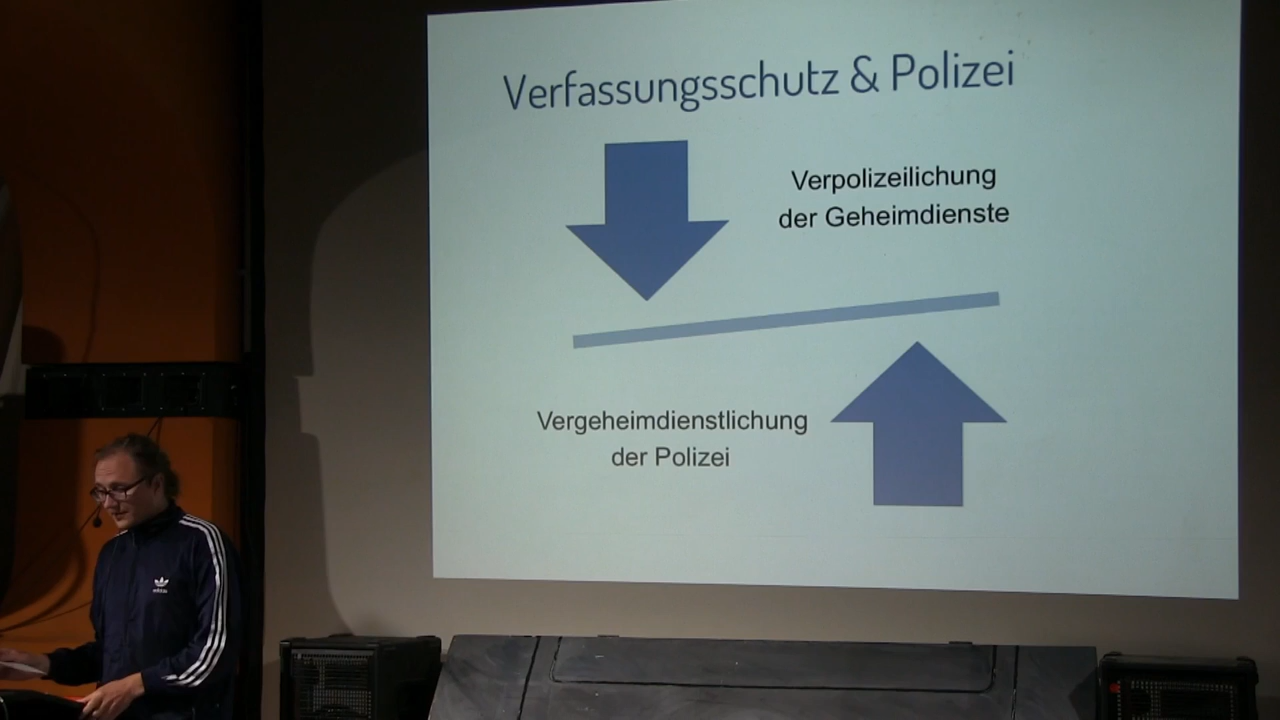 Verfassungsschutz & Polizei
Verpolizeilichung
der Geheimdienste
Vergeheimdienstlichung
der Polizei
adidas